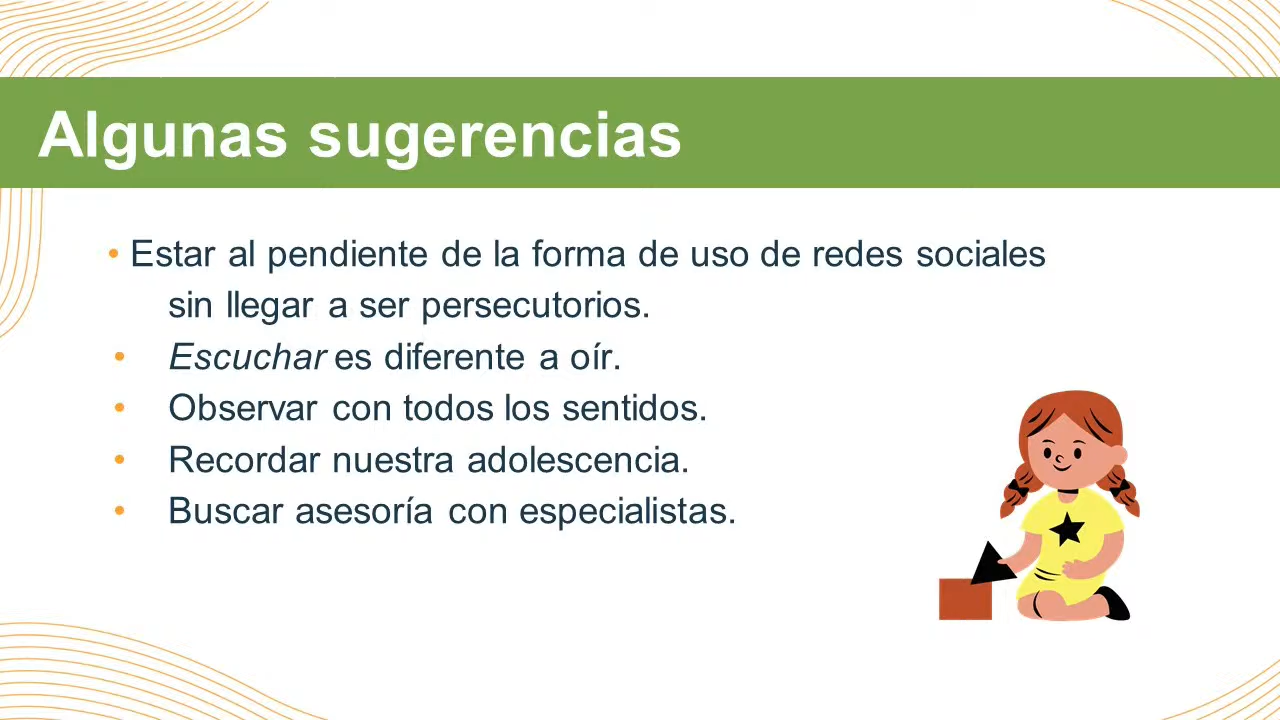 Algunas sugerencias
• Estar al pendiente de la forma de uso de redes sociales
sin llegar a ser persecutorios.
• Escuchar es diferente a oír.
• Observar con todos los sentidos.
• Recordar nuestra adolescencia.
• Buscar asesoría con especialistas.